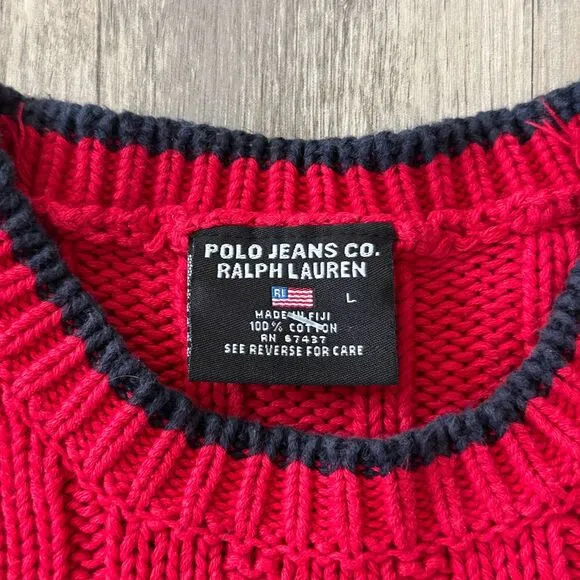 POLO JEANS CO.
RALPH LAUREN
RL
L
MADE IN FIJI
100% COTTON
RN 67437
SEE REVERSE FOR CARE